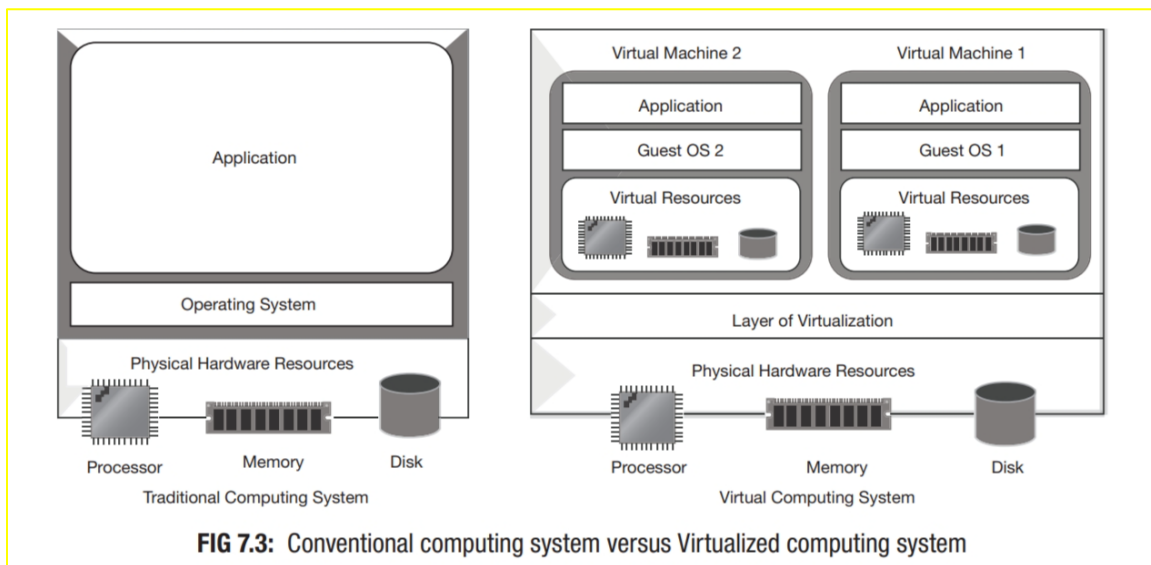 Application
Operating System
Physical Hardware Resources
Processor
Memory
Disk
Traditional Computing System
Virtual Machine 2
Application
Guest OS 2
Virtual Resources
Virtual Machine 1
Application
Guest OS 1
Virtual Resources
Layer of Virtualization
Physical Hardware Resources
Processor
Memory
Disk
Virtual Computing System
FIG 7.3: Conventional computing system versus Virtualized computing system